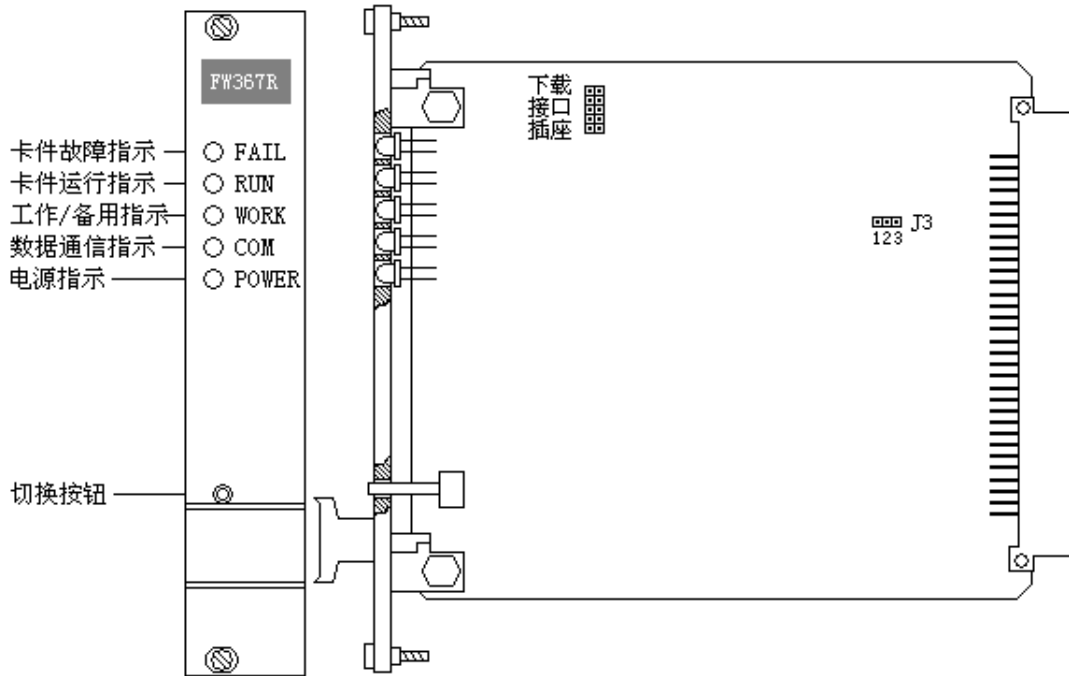 FW367R
下载
接口
插座
卡件故障指示 FAIL
卡件运行指示 RUN
工作/备用指示 WORK
数据通信指示 COM
电源指示 POWER
J3
123
切换按钮